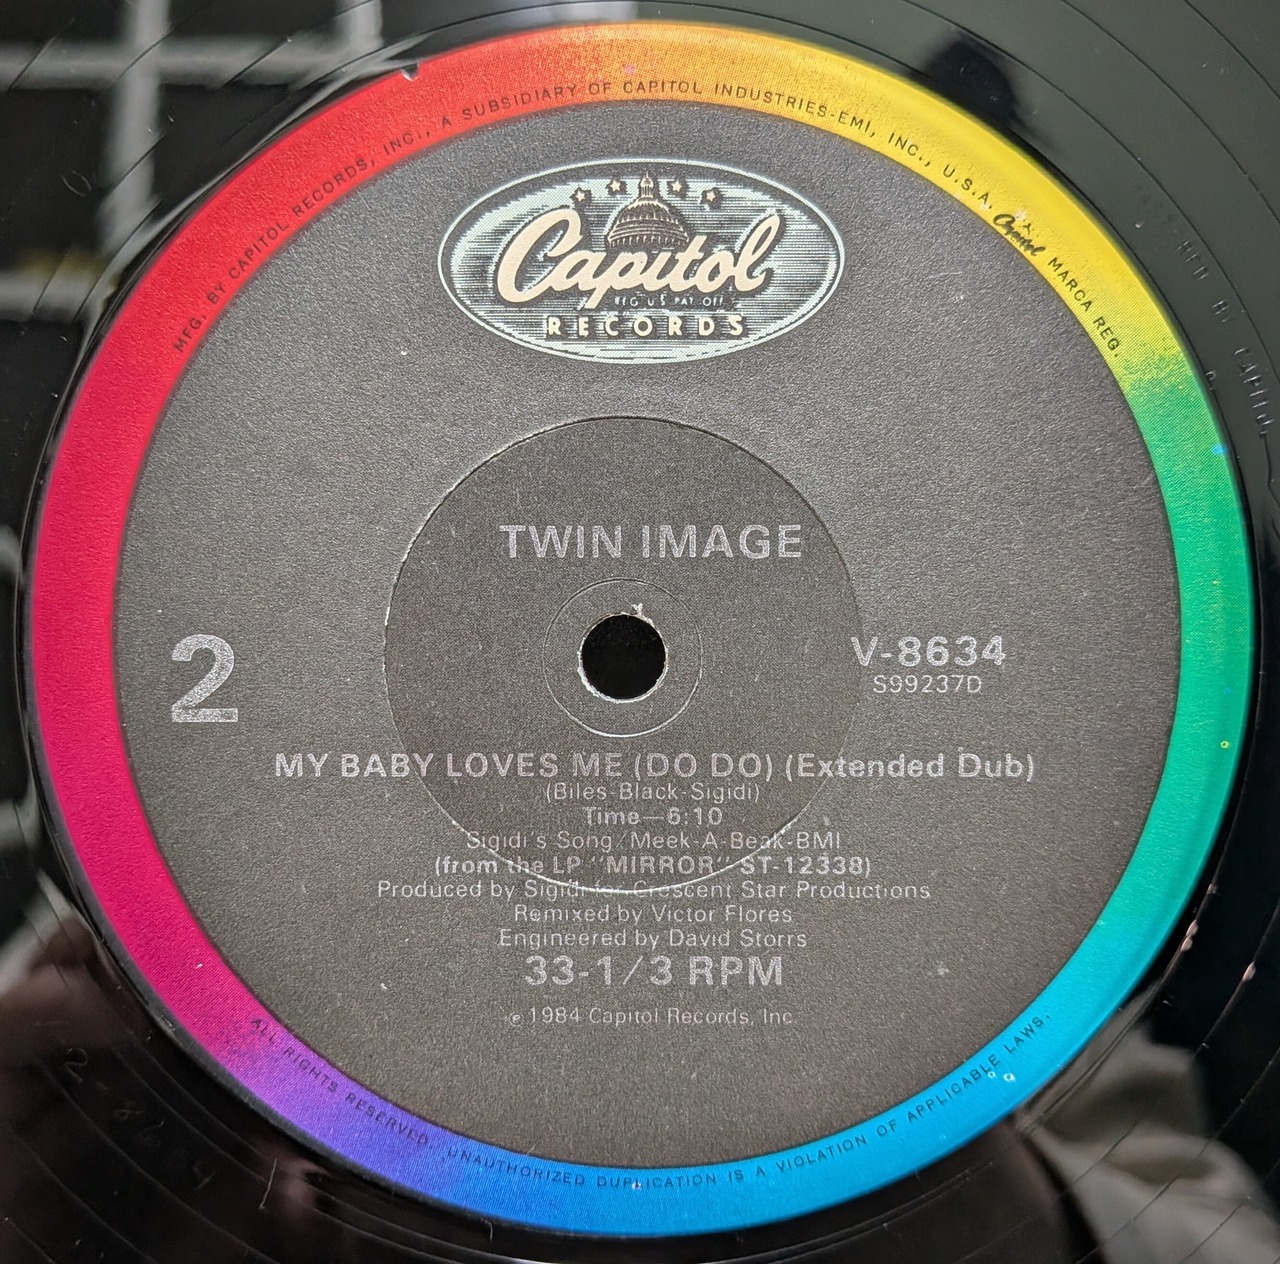 MFG. BY CAPITOL RECORDS, INC., A SUBSIDIARY OF CAPITOL INDUSTRIES-EMI, INC., U.S.A. Capitol MARCA REG.
Capitol
REG. U.S. PAT. OFF.
RECORDS
TWIN IMAGE
2
V-8634
S99237D
MY BABY LOVES ME (DO DO) (Extended Dub)
(Biles-Black-Sigidi)
Time—6:10
Sigidi's Song/Meek-A-Beak-BMI
(from the LP "MIRROR" ST-12338)
Produced by Sigidi Crescent Star Productions
Remixed by Victor Flores
Engineered by David Storrs
33-1/3 RPM
℗ 1984 Capitol Records, Inc.
ALL RIGHTS RESERVED UNAUTHORIZED DUPLICATION IS A VIOLATION OF APPLICABLE LAWS.